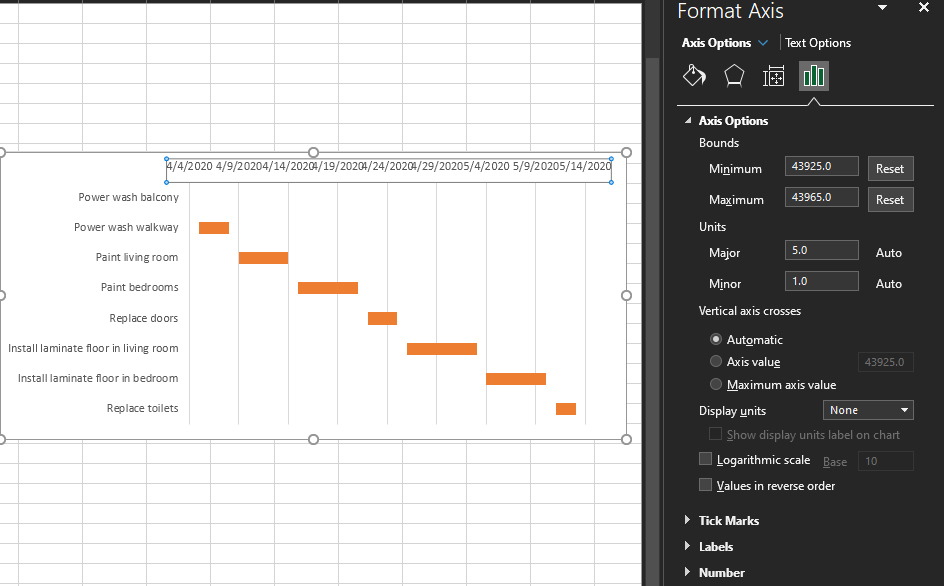 Format Axis
Axis Options
Text Options
Axis Options
Bounds
Minimum 43925.0 Reset
Maximum 43965.0 Reset
Units
Major 5.0 Auto
Minor 1.0 Auto
Vertical axis crosses
Automatic
Axis value 43925.0
Maximum axis value
Display units None
Show display units label on chart
Logarithmic scale Base 10
Values in reverse order
Tick Marks
Labels
Number
4/4/2020 4/9/2020 4/14/2020 4/19/2020 4/24/2020 4/29/2020 5/4/2020 5/9/2020 5/14/2020
Power wash balcony
Power wash walkway
Paint living room
Paint bedrooms
Replace doors
Install laminate floor in living room
Install laminate floor in bedroom
Replace toilets